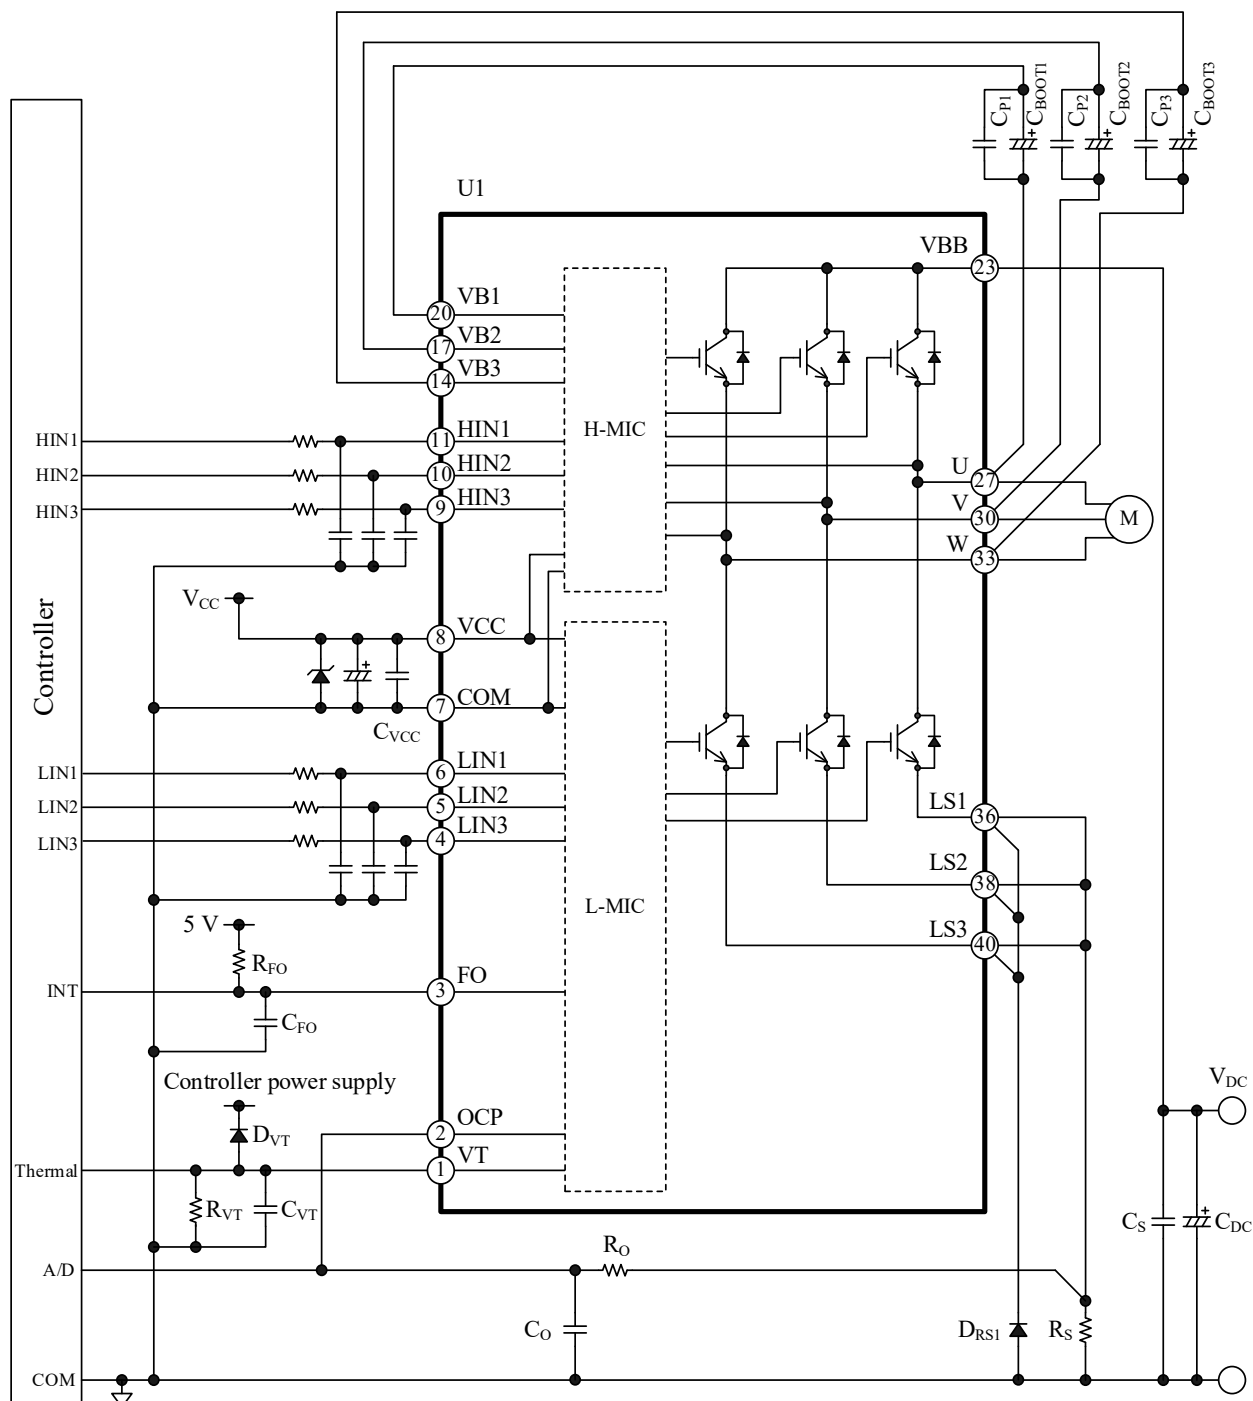 C_P1
C_BOOT1
C_P2
C_BOOT2
C_P3
C_BOOT3
U1
VBB
23
20
VB1
17
VB2
14
VB3
H-MIC
HIN1
11
HIN1
HIN2
10
HIN2
HIN3
9
HIN3
U
27
V
30
W
33
M
Controller
V_CC
8
VCC
7
COM
C_VCC
LIN1
6
LIN1
LIN2
5
LIN2
LIN3
4
LIN3
L-MIC
LS1
36
LS2
38
LS3
40
5 V
R_FO
INT
3
FO
C_FO
Controller power supply
D_VT
2
OCP
Thermal
1
VT
R_VT
C_VT
V_DC
C_S
C_DC
A/D
R_O
C_O
D_RS1
R_S
COM